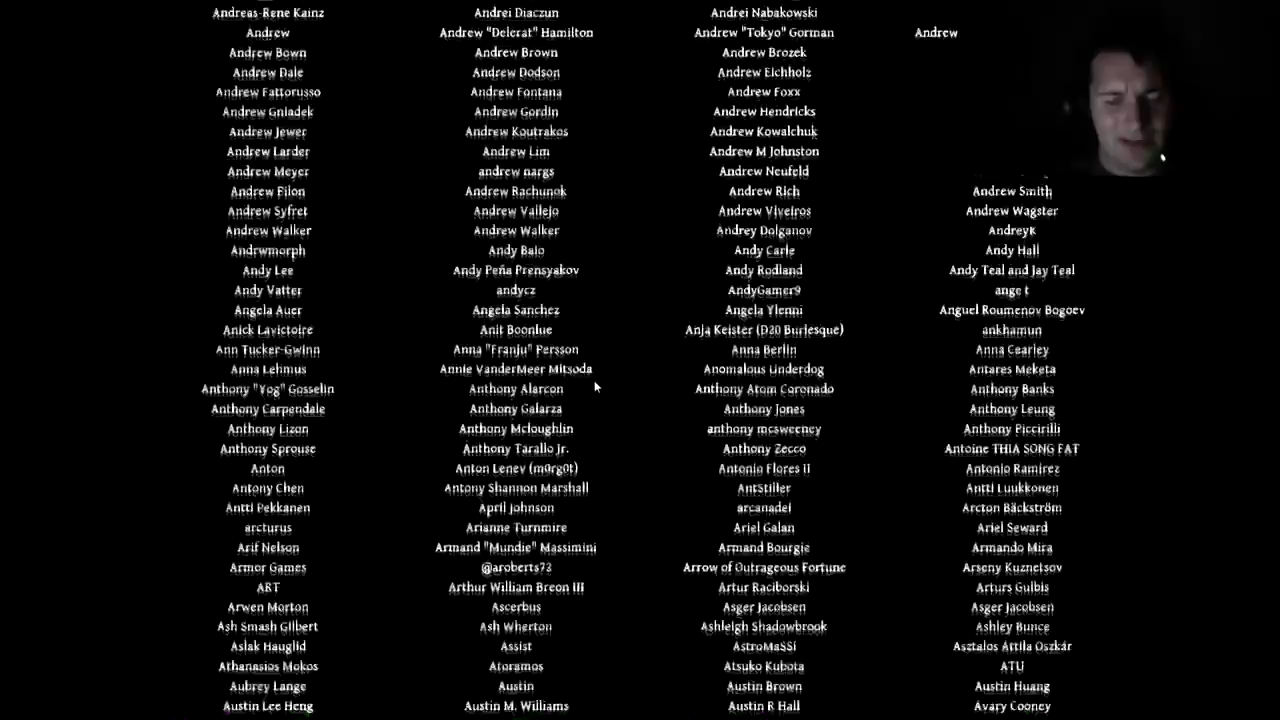 Andreas-Rene Kainz Andrei Diaczun Andrei Nabakowski
Andrew Andrew "Delcrat" Hamilton Andrew "Tokyo" Gorman Andrew
Andrew Bown Andrew Brown Andrew Brozek
Andrew Dale Andrew Dodson Andrew Eichholz
Andrew Fattorusso Andrew Fontana Andrew Foxx
Andrew Gniadek Andrew Gordin Andrew Hendricks
Andrew Jewer Andrew Koutrakos Andrew Kowalchuk
Andrew Larder Andrew Lim Andrew M Johnston
Andrew Meyer andrew nargs Andrew Neufeld
Andrew Pilon Andrew Rachunok Andrew Rich Andrew Smith
Andrew Syfret Andrew Vallejo Andrew Viveiros Andrew Wagster
Andrew Walker Andrew Walker Andrey Dolganov AndreyK
Andrwmorph Andy Baio Andy Carle Andy Hall
Andy Lee Andy Peña Prensyakov Andy Rodland Andy Teal and Jay Teal
Andy Vatter andycz AndyGamer9 ange t
Angela Auer Angela Sanchez Angela Ylenni Anguel Roumenov Bogoev
Anick Lavictoire Anit Boonlue Anja Keister (D20 Burlesque) ankhamun
Ann Tucker-Gwinn Anna "Franju" Persson Anna Berlin Anna Cearley
Anna Lehmus Annie VanderMeer Mitsoda Anomalous Underdog Antares Meketa
Anthony "Yog" Gosselin Anthony Alarcon Anthony Atom Coronado Anthony Banks
Anthony Carpendale Anthony Galarza Anthony Jones Anthony Leung
Anthony Lizon Anthony Mcloughlin anthony mcsweeney Anthony Piccirilli
Anthony Sprouse Anthony Tarallo Jr. Anthony Zecco Antoine THIA SONG FAT
Anton Anton Lenev (m0rg0t) Antonio Flores II Antonio Ramirez
Antony Chen Antony Shannon Marshall AntStiller Antti Luukkonen
Antti Pekkanen April Johnson arcanadei Arcton Bäckström
arcturus Arianne Turnmire Ariel Galan Ariel Seward
Arif Nelson Armand "Mundie" Massimini Armand Bourgie Armando Mira
Armor Games @aroberts73 Arrow of Outrageous Fortune Arseny Kuznetsov
ART Arthur William Breon III Artur Raciborski Arturs Gulbis
Arwen Morton Ascerbus Asger Jacobsen Asger Jacobsen
Ash Smash Gilbert Ash Wherton Ashleigh Shadowbrook Ashley Bunce
Aslak Hauglid Assist AstroMaSSi Asztalos Attila Oszkár
Athanasios Mokos Atoramos Atsuko Kubota ATU
Aubrey Lange Austin Austin Brown Austin Huang
Austin Lee Heng Austin M. Williams Austin R Hall Avary Cooney